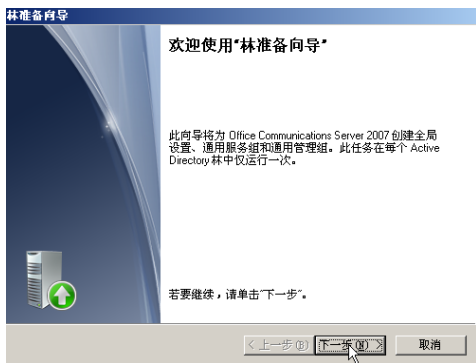 林准备向导
欢迎使用“林准备向导”
此向导将为 Office Communications Server 2007 创建全局
设置、通用服务组和通用管理组。此任务在每个 Active
Directory 林中仅运行一次。
若要继续，请单击“下一步”。
< 上一步(B) 下一步(N) > 取消